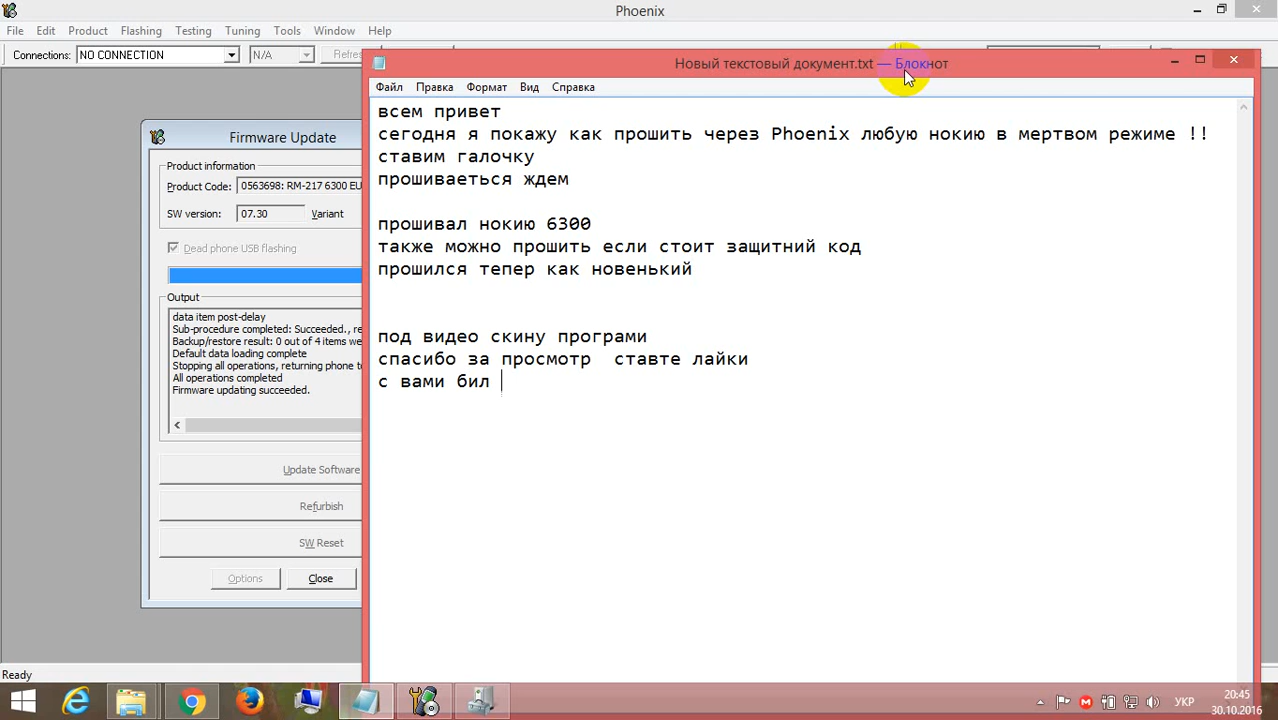 Phoenix
File Edit Product Flashing Testing Tuning Tools Window Help
Connections: NO CONNECTION N/A
Новый текстовый документ.txt — Блокнот
Файл Правка Формат Вид Справка
всем привет
сегодня я покажу как прошить через Phoenix любую нокию в мертвом режиме !!
ставим галочку
прошиваеться ждем
прошивал нокию 6300
также можно прошить если стоит защитний код
прошился тепер как новенький
под видео скину програми
спасибо за просмотр ставте лайки
с вами бил
Firmware Update
Product information
Product Code: 0563698: RM-217 6300 EU
SW version: 07.30 Variant
Dead phone USB flashing
Output
data item post-delay
Sub-procedure completed: Succeeded., re
Backup/restore result: 0 out of 4 items we
Default data loading complete
Stopping all operations, returning phone t
All operations completed
Firmware updating succeeded.
Update Software
Refurbish
SW Reset
Options Close
Ready
УКР
20:45
30.10.2016